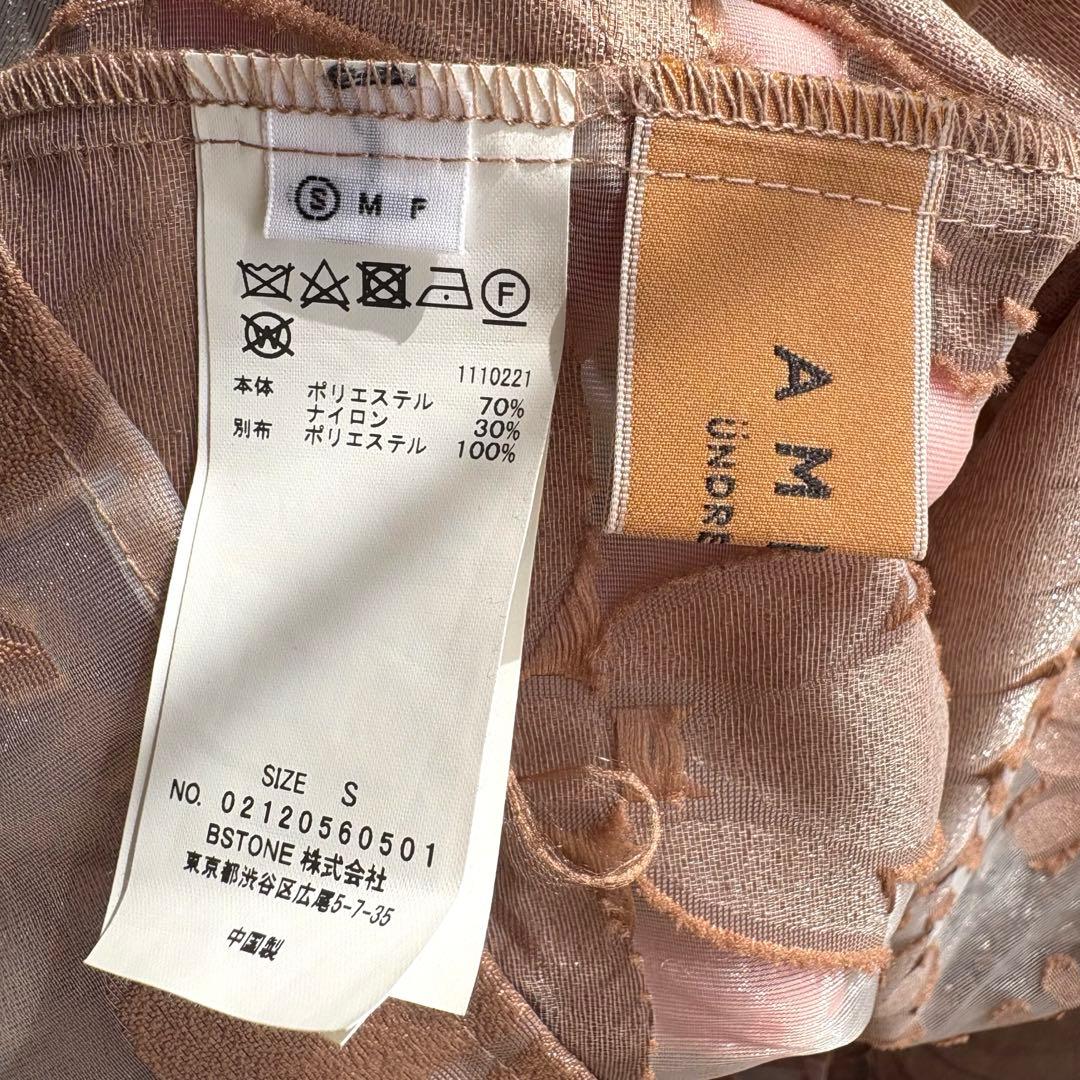 S M F
F
W
1110221
本体 ポリエステル 70%
ナイロン 30%
別布 ポリエステル 100%
SIZE S
NO. 02120560501
BSTONE 株式会社
東京都渋谷区広尾5-7-35
中国製
AM
ÜNDRE